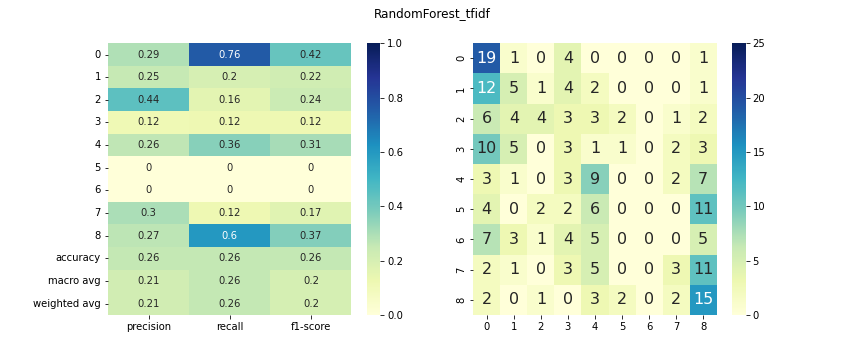 RandomForest_tfidf
0 0.29 0.76 0.42
1 0.25 0.2 0.22
2 0.44 0.16 0.24
3 0.12 0.12 0.12
4 0.26 0.36 0.31
5 0 0 0
6 0 0 0
7 0.3 0.12 0.17
8 0.27 0.6 0.37
accuracy 0.26 0.26 0.26
macro avg 0.21 0.26 0.2
weighted avg 0.21 0.26 0.2
precision recall f1-score
1.0
0.8
0.6
0.4
0.2
0.0
0 19 1 0 4 0 0 0 0 1
1 12 5 1 4 2 0 0 0 1
2 6 4 4 3 3 2 0 1 2
3 10 5 0 3 1 1 0 2 3
4 3 1 0 3 9 0 0 2 7
5 4 0 2 2 6 0 0 0 11
6 7 3 1 4 5 0 0 0 5
7 2 1 0 3 5 0 0 3 11
8 2 0 1 0 3 2 0 2 15
0 1 2 3 4 5 6 7 8
25
20
15
10
5
0